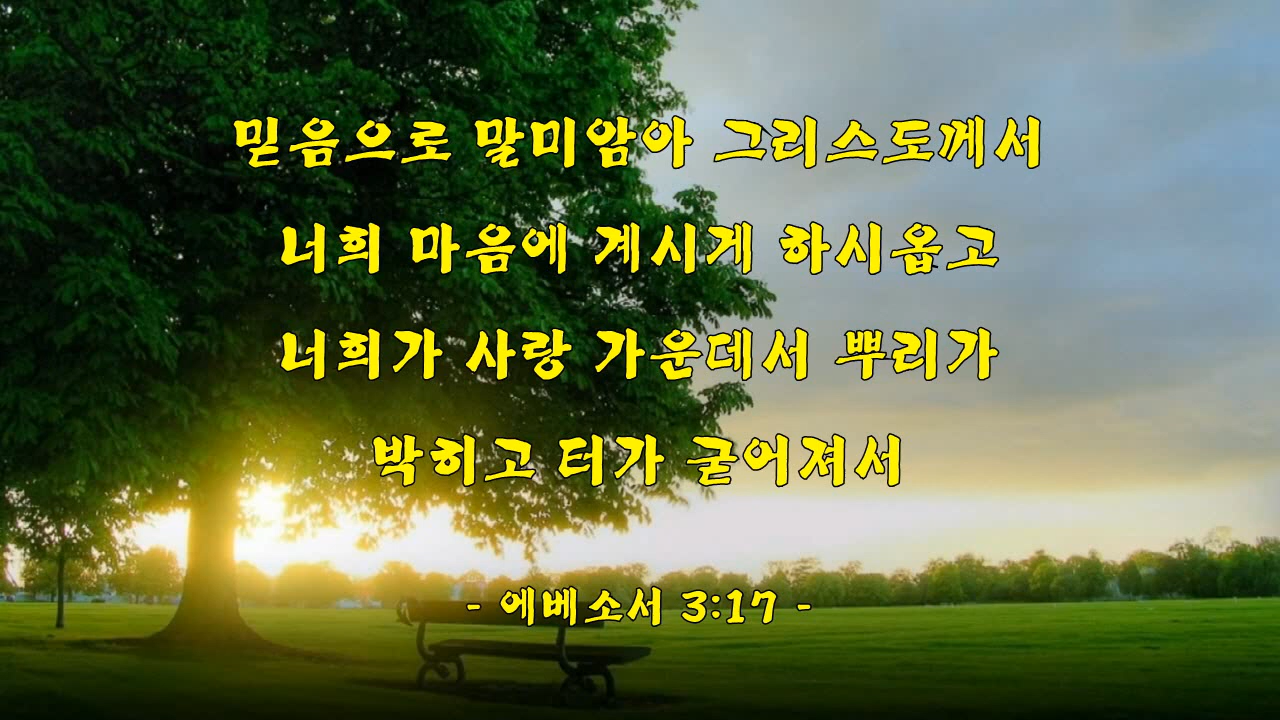 믿음으로 말미암아 그리스도께서
너희 마음에 계시게 하시옵고
너희가 사랑 가운데서 뿌리가
박히고 터가 굳어져서
- 에베소서 3:17 -